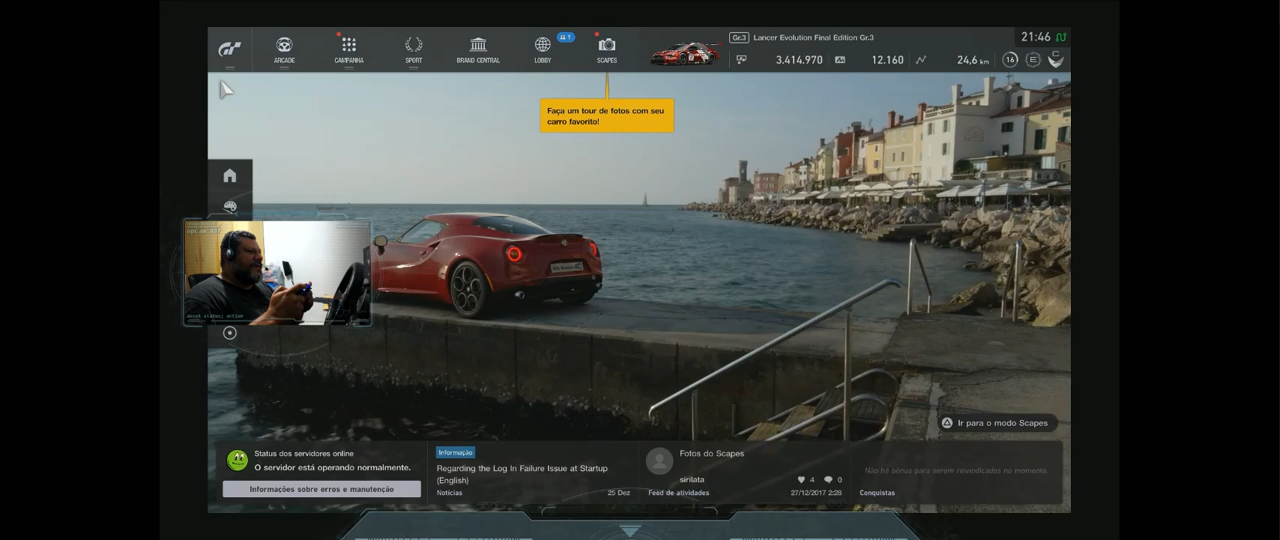 Gr.3 Lancer Evolution Final Edition Gr.3
21:46
ARCADE
CAMPANHA
SPORT
BRAND CENTRAL
LOBBY
1
SCAPES
3.414.970
12.160
24,6 km
16
E
C
Faça um tour de fotos com seu
carro favorito!
Ir para o modo Scapes
Status dos servidores online
O servidor está operando normalmente.
Informações sobre erros e manutenção
Informação
Regarding the Log In Failure Issue at Startup
(English)
Notícias
25 Dez
Fotos do Scapes
sirilata
4
0
Feed de atividades
27/12/2017 2:28
Não há bônus para serem reivindicados no momento.
Conquistas